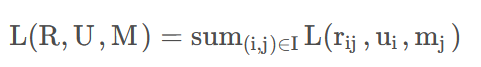 L(R, U, M) = sum₍ᵢ,ⱼ₎∈I L(rᵢⱼ, uᵢ, mⱼ)